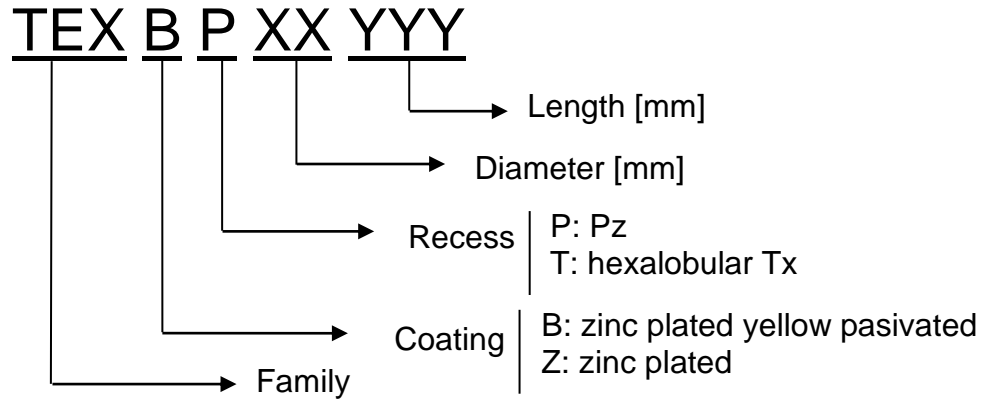 TEX B P XX YYY
Length [mm]
Diameter [mm]
Recess
P: Pz
T: hexalobular Tx
Coating
B: zinc plated yellow pasivated
Z: zinc plated
Family